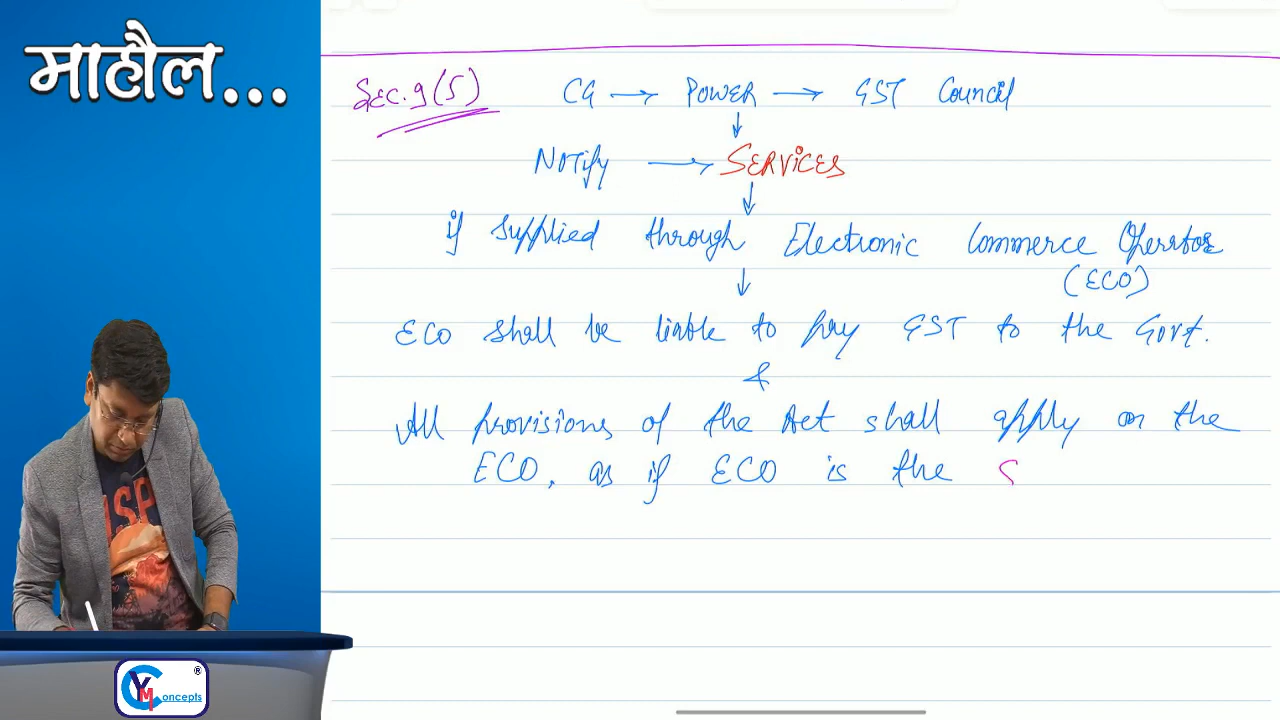 माहौल...
Sec. 9(5) CG → POWER → GST Council
↓
Notify → SERVICES
↓
if supplied through Electronic Commerce Operator
(ECO)
↓
ECO shall be liable to pay GST to the Govt.
&
All provisions of the Act shall apply on the
ECO, as if ECO is the S
YM Concepts ®